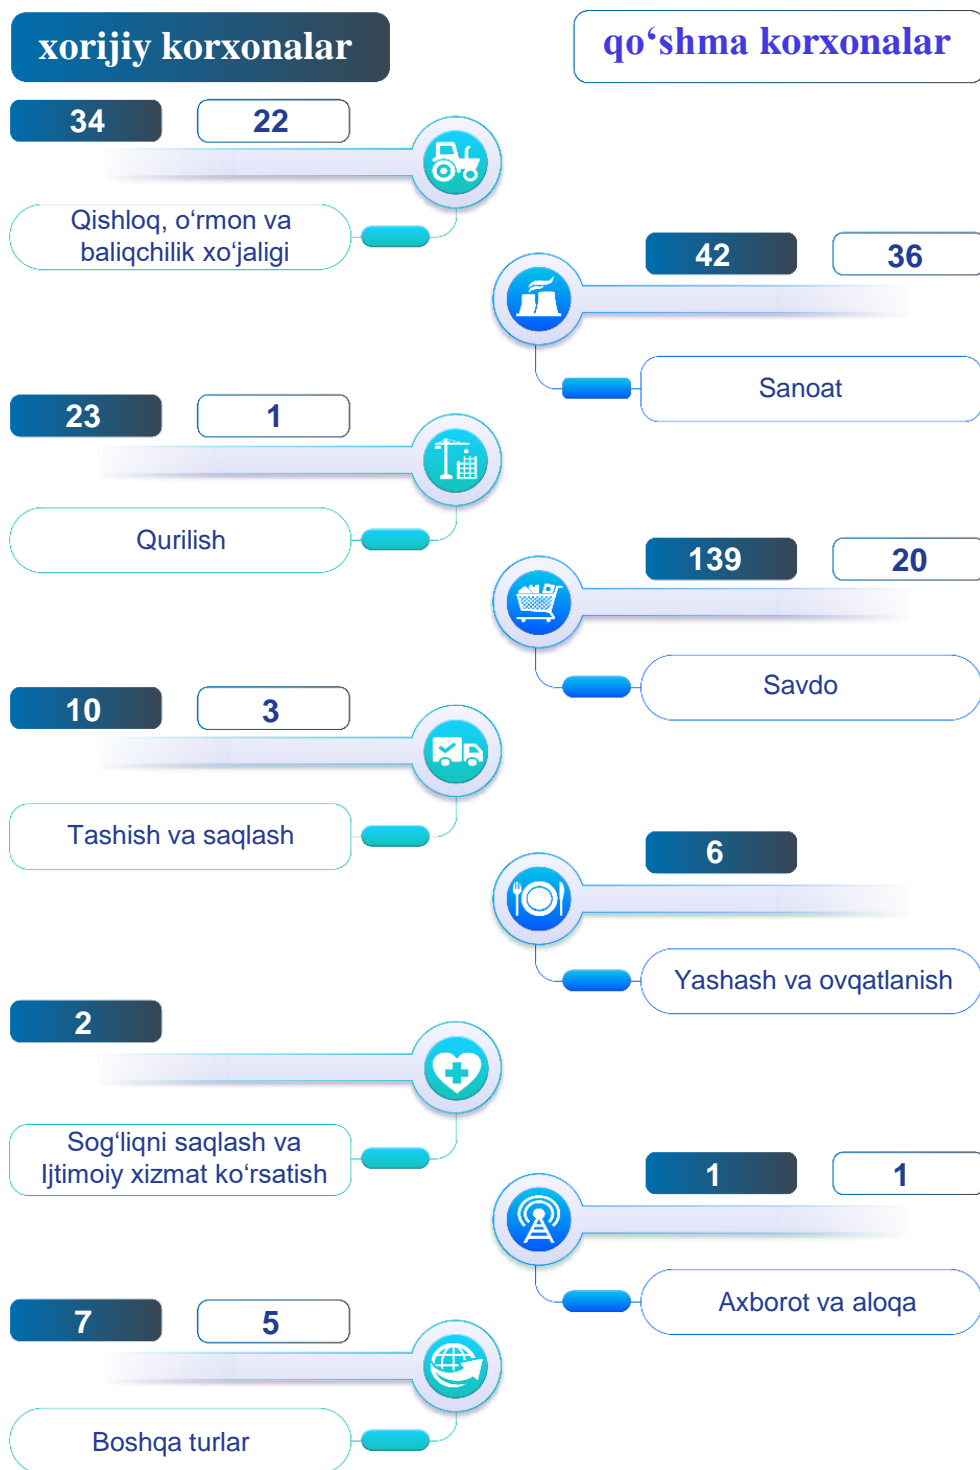 xorijiy korxonalar
qo‘shma korxonalar
34
22
Qishloq, o‘rmon va
baliqchilik xo‘jaligi
42
36
Sanoat
23
1
Qurilish
139
20
Savdo
10
3
Tashish va saqlash
6
Yashash va ovqatlanish
2
Sog‘liqni saqlash va
Ijtimoiy xizmat ko‘rsatish
1
1
Axborot va aloqa
7
5
Boshqa turlar